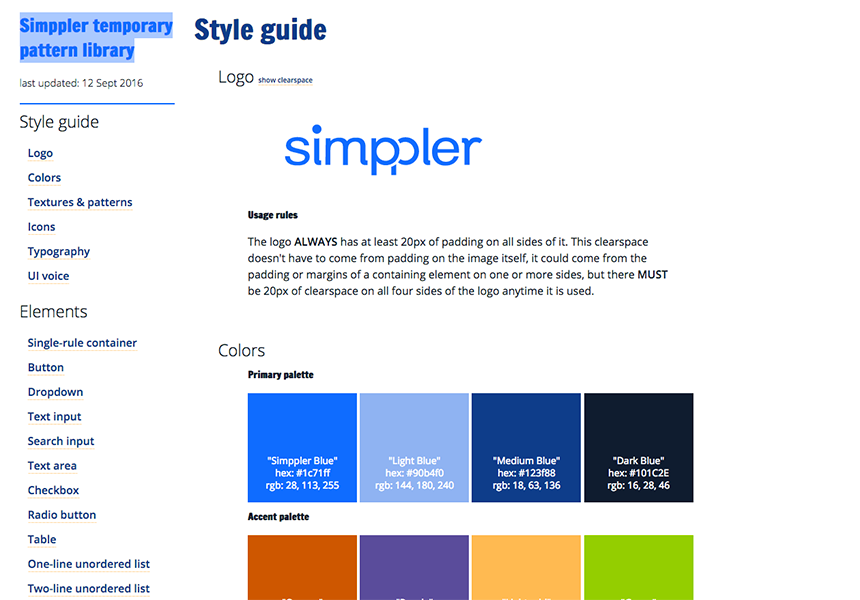 Simppler temporary
pattern library
last updated: 12 Sept 2016
Style guide
Logo
Colors
Textures & patterns
Icons
Typography
UI voice
Elements
Single-rule container
Button
Dropdown
Text input
Search input
Text area
Checkbox
Radio button
Table
One-line unordered list
Two-line unordered list
Style guide
Logo show clearspace
simppler
Usage rules
The logo ALWAYS has at least 20px of padding on all sides of it. This clearspace
doesn't have to come from padding on the image itself, it could come from the
padding or margins of a containing element on one or more sides, but there MUST
be 20px of clearspace on all four sides of the logo anytime it is used.
Colors
Primary palette
"Simppler Blue"
hex: #1c71ff
rgb: 28, 113, 255
"Light Blue"
hex: #90b4f0
rgb: 144, 180, 240
"Medium Blue"
hex: #123f88
rgb: 18, 63, 136
"Dark Blue"
hex: #101C2E
rgb: 16, 28, 46
Accent palette